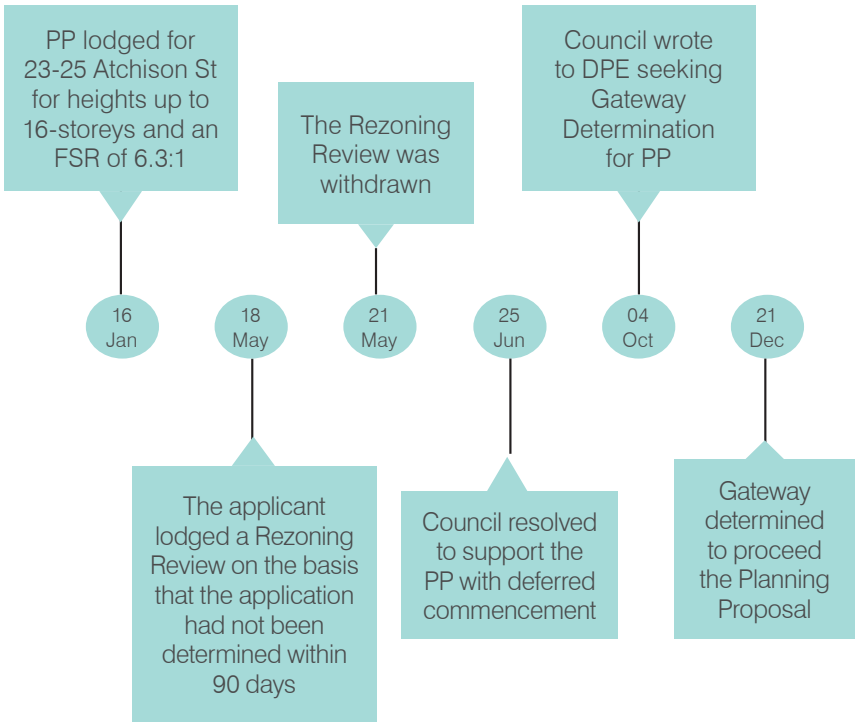 PP lodged for
23-25 Atchison St
for heights up to
16-storeys and an
FSR of 6.3:1
The Rezoning
Review was
withdrawn
Council wrote
to DPE seeking
Gateway
Determination
for PP
16
Jan
18
May
21
May
25
Jun
04
Oct
21
Dec
The applicant
lodged a Rezoning
Review on the basis
that the application
had not been
determined within
90 days
Council resolved
to support the
PP with deferred
commencement
Gateway
determined
to proceed
the Planning
Proposal